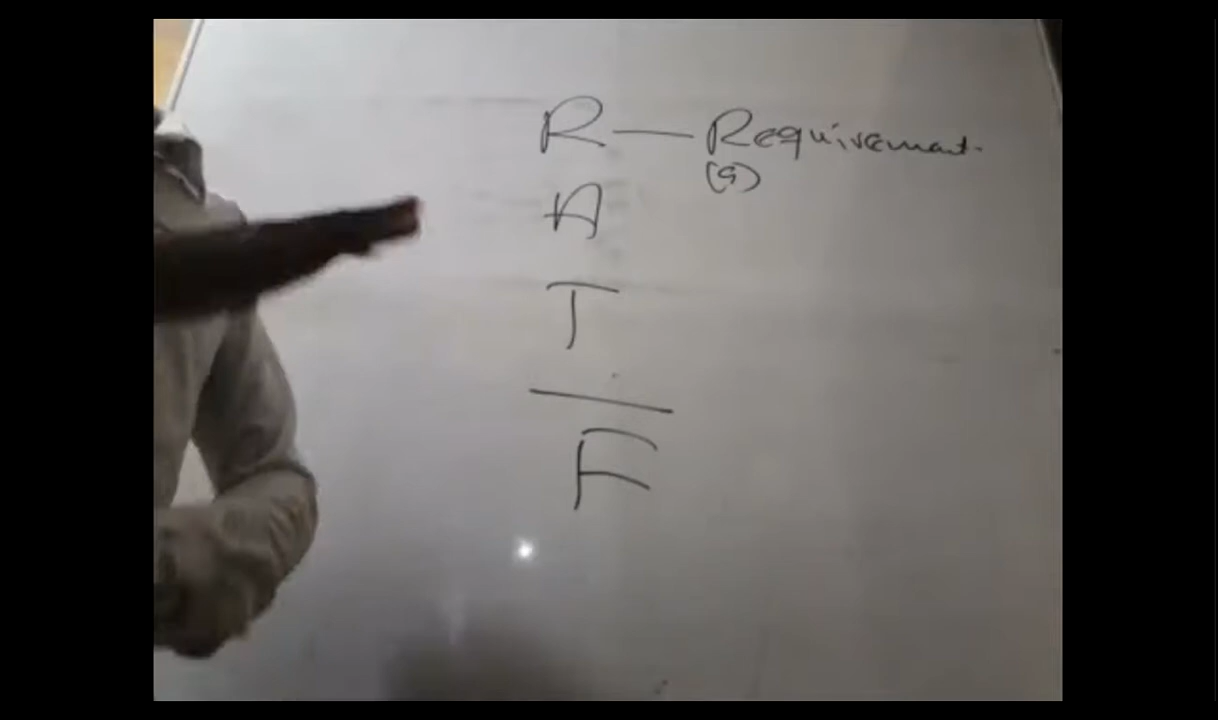 R — Requirement.
(a)
A
T
F